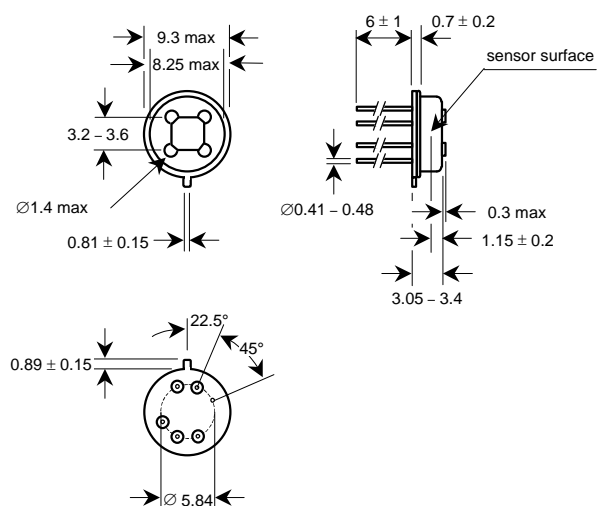 9.3 max
8.25 max
3.2 – 3.6
∅1.4 max
0.81 ± 0.15
6 ± 1
0.7 ± 0.2
sensor surface
∅0.41 – 0.48
0.3 max
1.15 ± 0.2
3.05 – 3.4
22.5°
45°
0.89 ± 0.15
∅ 5.84